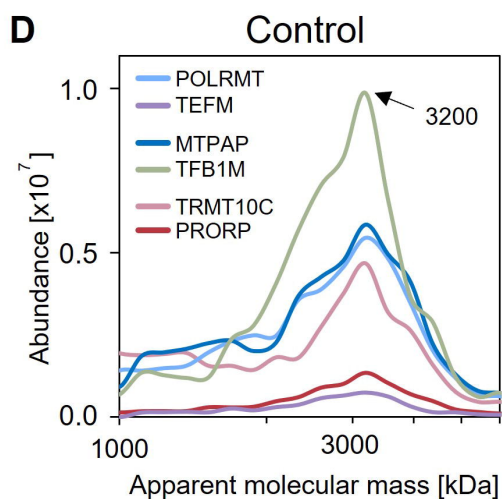 D
Control
Abundance [x10⁷]
1.0
0.5
0.0
POLRMT
TEFM
MTPAP
TFB1M
TRMT10C
PRORP
3200
1000
3000
Apparent molecular mass [kDa]